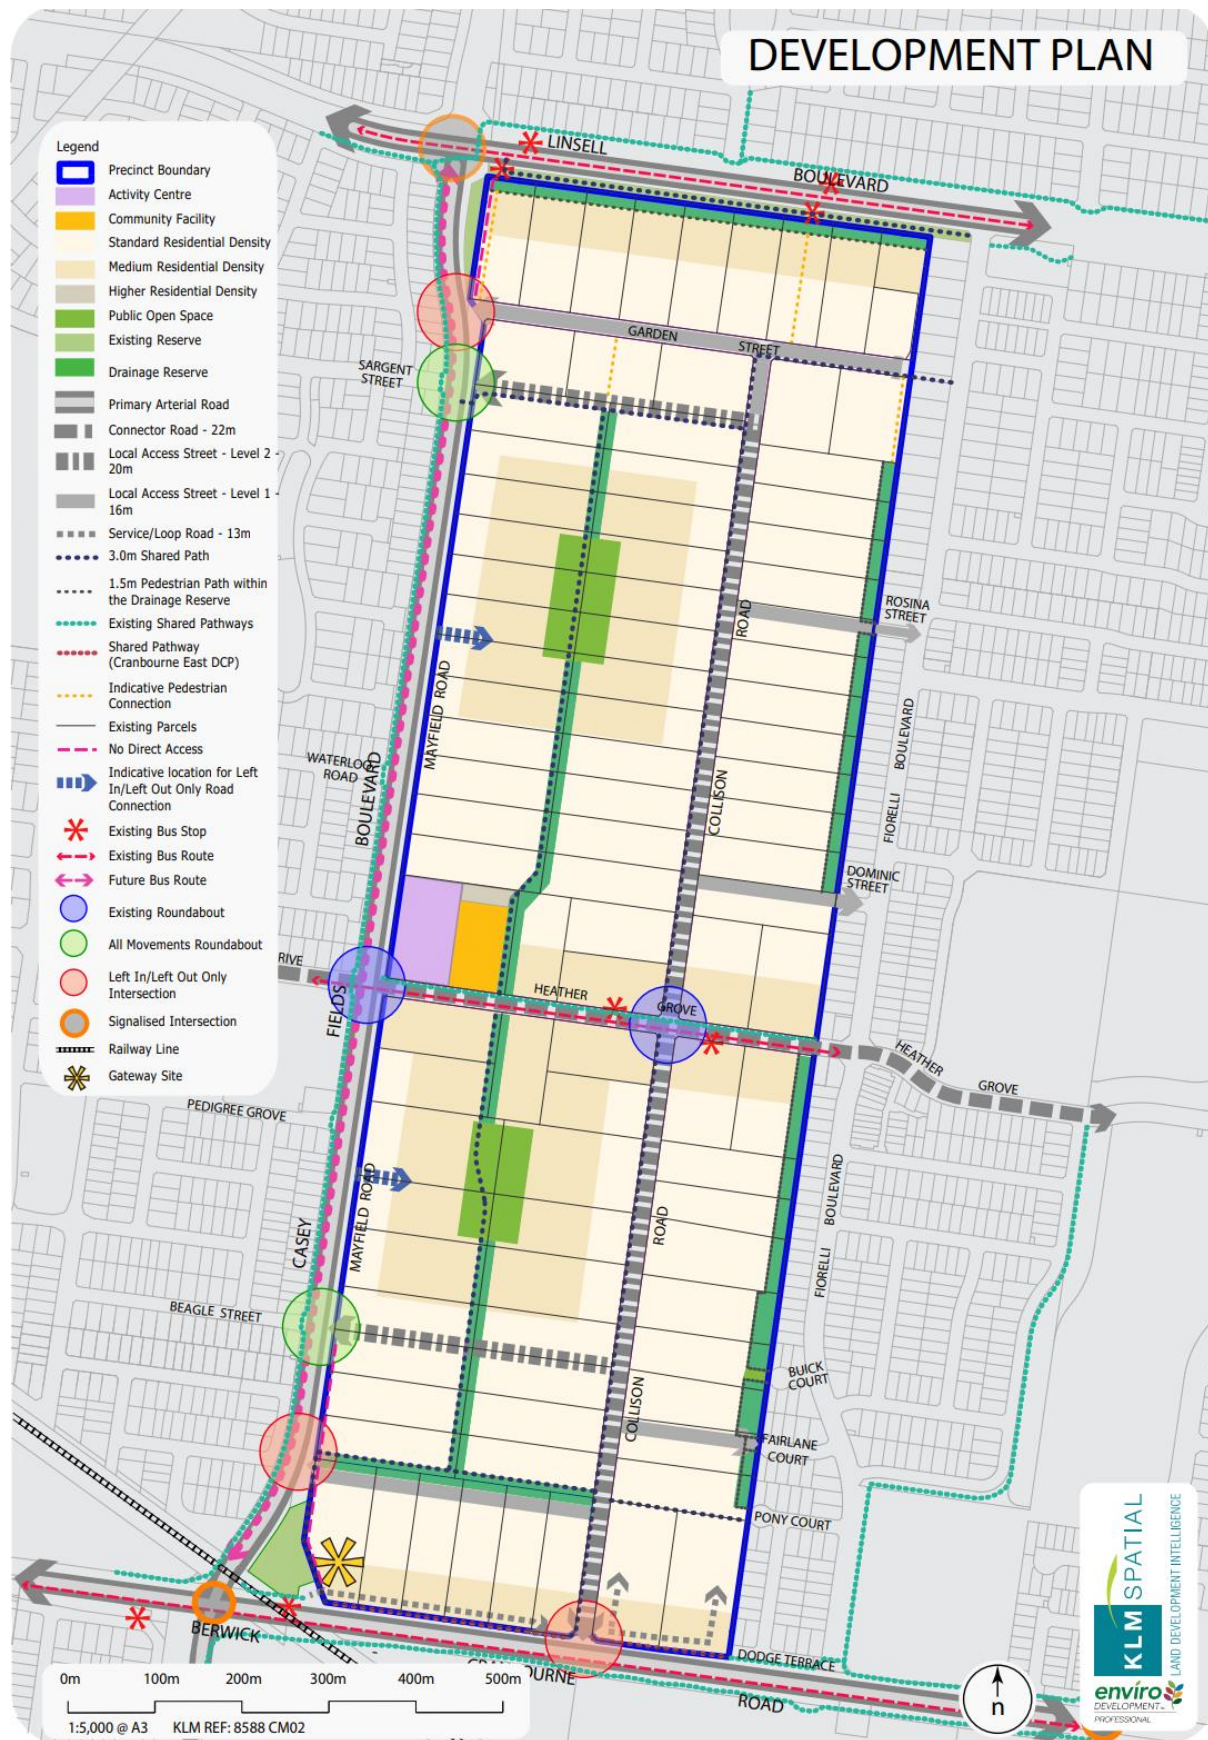 DEVELOPMENT PLAN
Legend
Precinct Boundary
Activity Centre
Community Facility
Standard Residential Density
Medium Residential Density
Higher Residential Density
Public Open Space
Existing Reserve
Drainage Reserve
Primary Arterial Road
Connector Road - 22m
Local Access Street - Level 2 -
20m
Local Access Street - Level 1 -
16m
Service/Loop Road - 13m
3.0m Shared Path
1.5m Pedestrian Path within
the Drainage Reserve
Existing Shared Pathways
Shared Pathway
(Cranbourne East DCP)
Indicative Pedestrian
Connection
Existing Parcels
No Direct Access
Indicative location for Left
In/Left Out Only Road
Connection
Existing Bus Stop
Existing Bus Route
Future Bus Route
Existing Roundabout
All Movements Roundabout
Left In/Left Out Only
Intersection
Signalised Intersection
Railway Line
Gateway Site
LINSELL
BOULEVARD
GARDEN
STREET
SARGENT
STREET
ROSINA
STREET
ROAD
MAYFIELD ROAD
BOULEVARD
WATERLOO
ROAD
BOULEVARD
COLLISON
FIORELLI
DOMINIC
STREET
RIVE
HEATHER
GROVE
FIELDS
HEATHER
GROVE
PEDIGREE GROVE
MAYFIELD ROAD
BOULEVARD
ROAD
CASEY
FIORELLI
BEAGLE STREET
BUICK
COURT
COLLISON
FAIRLANE
COURT
PONY COURT
BERWICK
DODGE TERRACE
ROAD
0m
100m
200m
300m
400m
500m
1:5,000 @ A3
KLM REF: 8588 CM02
n
KLM SPATIAL
LAND DEVELOPMENT INTELLIGENCE
enviro
DEVELOPMENT
PROFESSIONAL